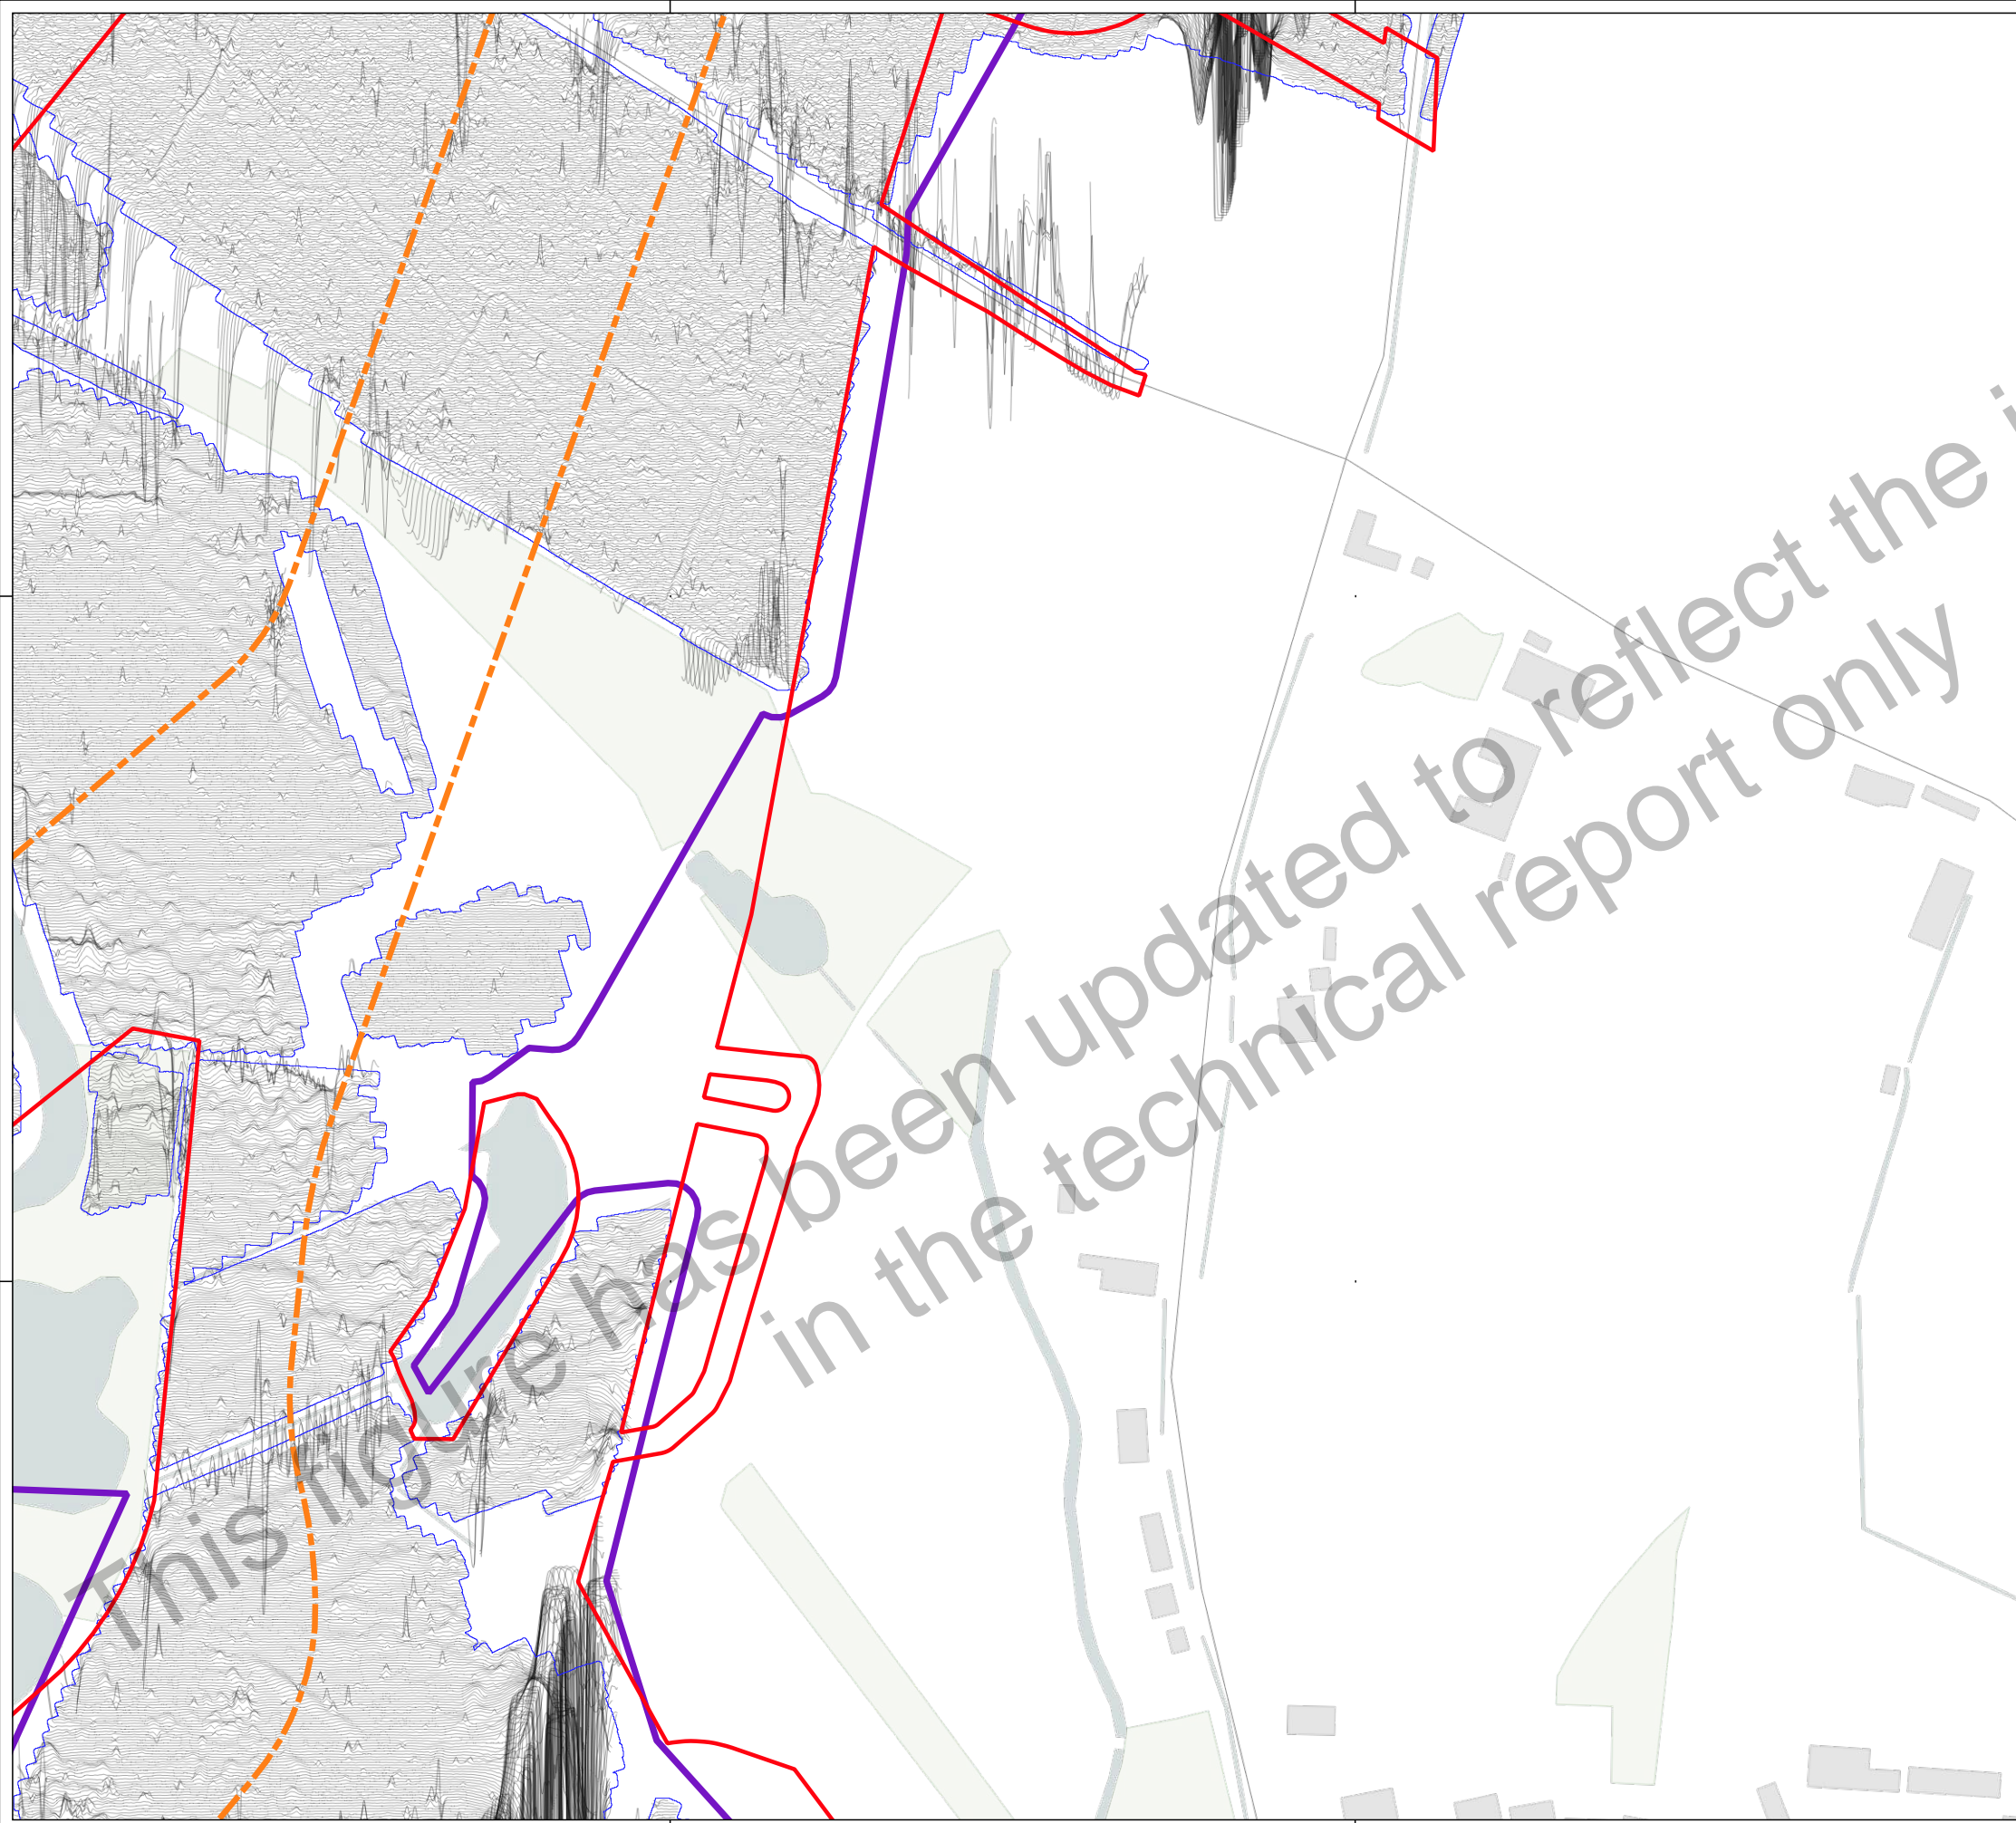 This figure has been updated to reflect the i
in the technical report only